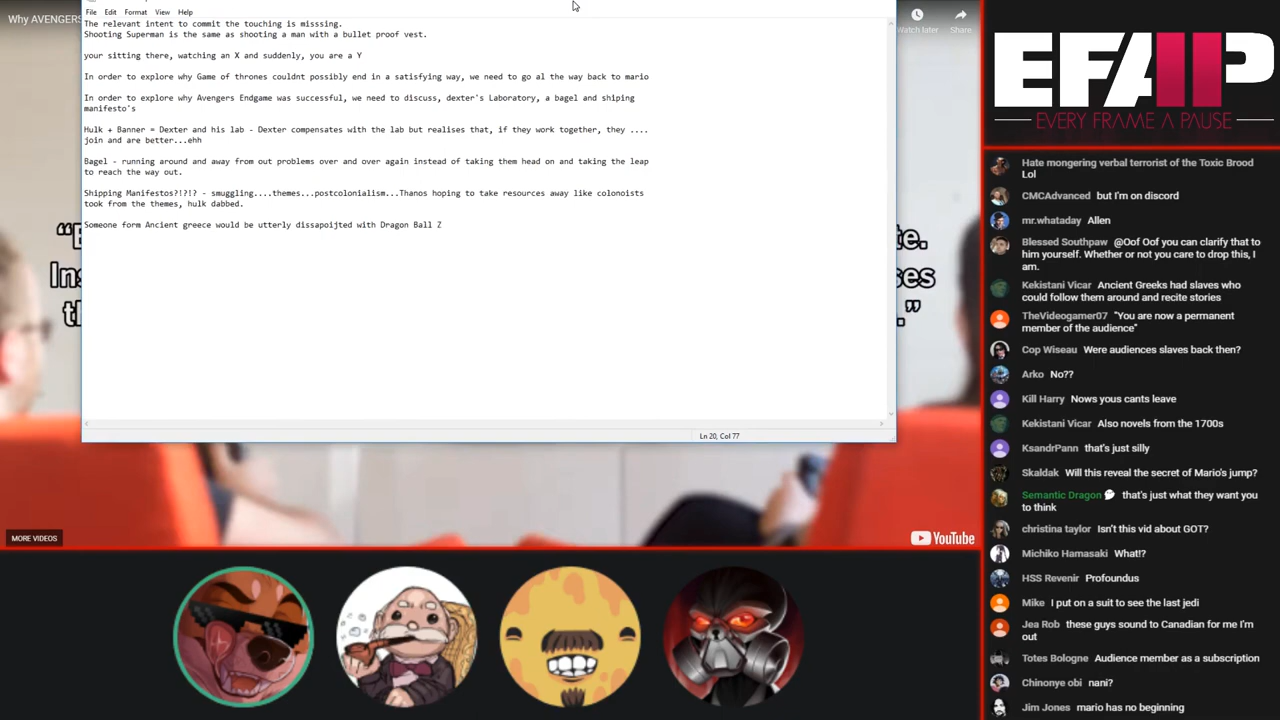 Why AVENGERS
File Edit Format View Help
Watch later
Share
The relevant intent to commit the touching is misssing.
Shooting Superman is the same as shooting a man with a bullet proof vest.
your sitting there, watching an X and suddenly, you are a Y
In order to explore why Game of thrones couldnt possibly end in a satisfying way, we need to go al the way back to mario
In order to explore why Avengers Endgame was successful, we need to discuss, dexter's Laboratory, a bagel and shiping
manifesto's
Hulk + Banner = Dexter and his lab - Dexter compensates with the lab but realises that, if they work together, they ....
join and are better...ehh
Bagel - running around and away from out problems over and over again instead of taking them head on and taking the leap
to reach the way out.
Shipping Manifestos?!?!? - smuggling....themes...postcolonialism...Thanos hoping to take resources away like colonoists
took from the themes, hulk dabbed.
Someone form Ancient greece would be utterly dissapoijted with Dragon Ball Z
Ln 20, Col 77
MORE VIDEOS
YouTube
EFAP
EVERY FRAME A PAUSE
Hate mongering verbal terrorist of the Toxic Brood
Lol
CMCAdvanced but I'm on discord
mr.whataday Allen
Blessed Southpaw @Oof Oof you can clarify that to
him yourself. Whether or not you care to drop this, I
am.
Kekistani Vicar Ancient Greeks had slaves who
could follow them around and recite stories
TheVideogamer07 "You are now a permanent
member of the audience"
Cop Wiseau Were audiences slaves back then?
Arko No??
Kill Harry Nows yous cants leave
Kekistani Vicar Also novels from the 1700s
KsandrPann that's just silly
Skaldak Will this reveal the secret of Mario's jump?
Semantic Dragon that's just what they want you
to think
christina taylor Isn't this vid about GOT?
Michiko Hamasaki What!?
HSS Revenir Profoundus
Mike I put on a suit to see the last jedi
Jea Rob these guys sound to Canadian for me I'm
out
Totes Bologne Audience member as a subscription
Chinonye obi nani?
Jim Jones mario has no beginning